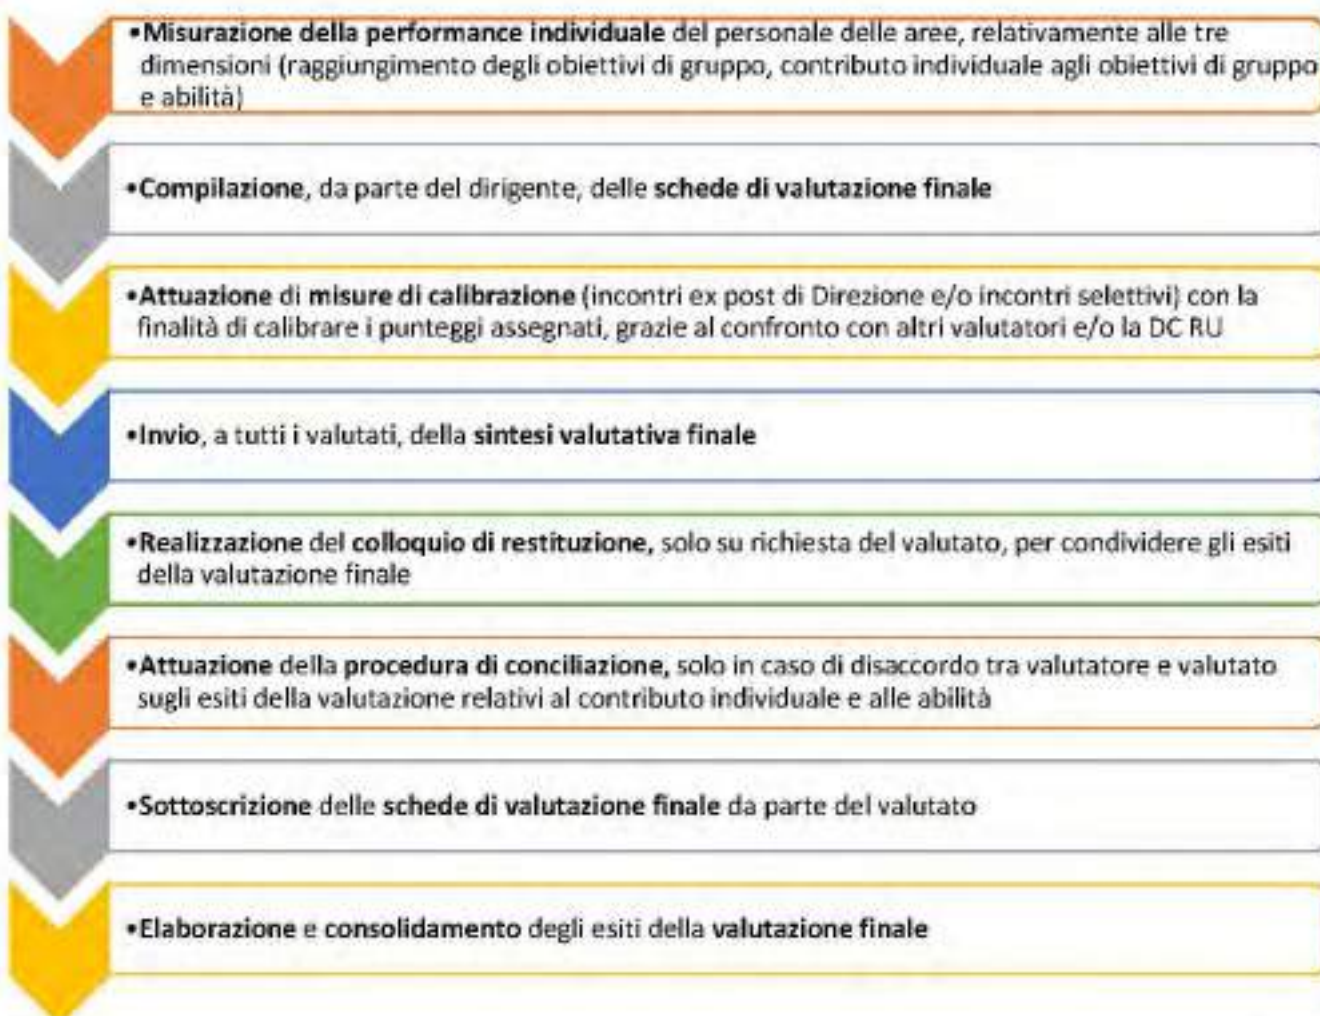 •Misurazione della performance individuale del personale delle aree, relativamente alle tre
dimensioni (raggiungimento degli obiettivi di gruppo, contributo individuale agli obiettivi di gruppo
e abilità)
•Compilazione, da parte del dirigente, delle schede di valutazione finale
•Attuazione di misure di calibrazione (incontri ex post di Direzione e/o incontri selettivi) con la
finalità di calibrare i punteggi assegnati, grazie al confronto con altri valutatori e/o la DC RU
•Invio, a tutti i valutati, della sintesi valutativa finale
•Realizzazione del colloquio di restituzione, solo su richiesta del valutato, per condividere gli esiti
della valutazione finale
•Attuazione della procedura di conciliazione, solo in caso di disaccordo tra valutatore e valutato
sugli esiti della valutazione relativi al contributo individuale e alle abilità
•Sottoscrizione delle schede di valutazione finale da parte del valutato
•Elaborazione e consolidamento degli esiti della valutazione finale